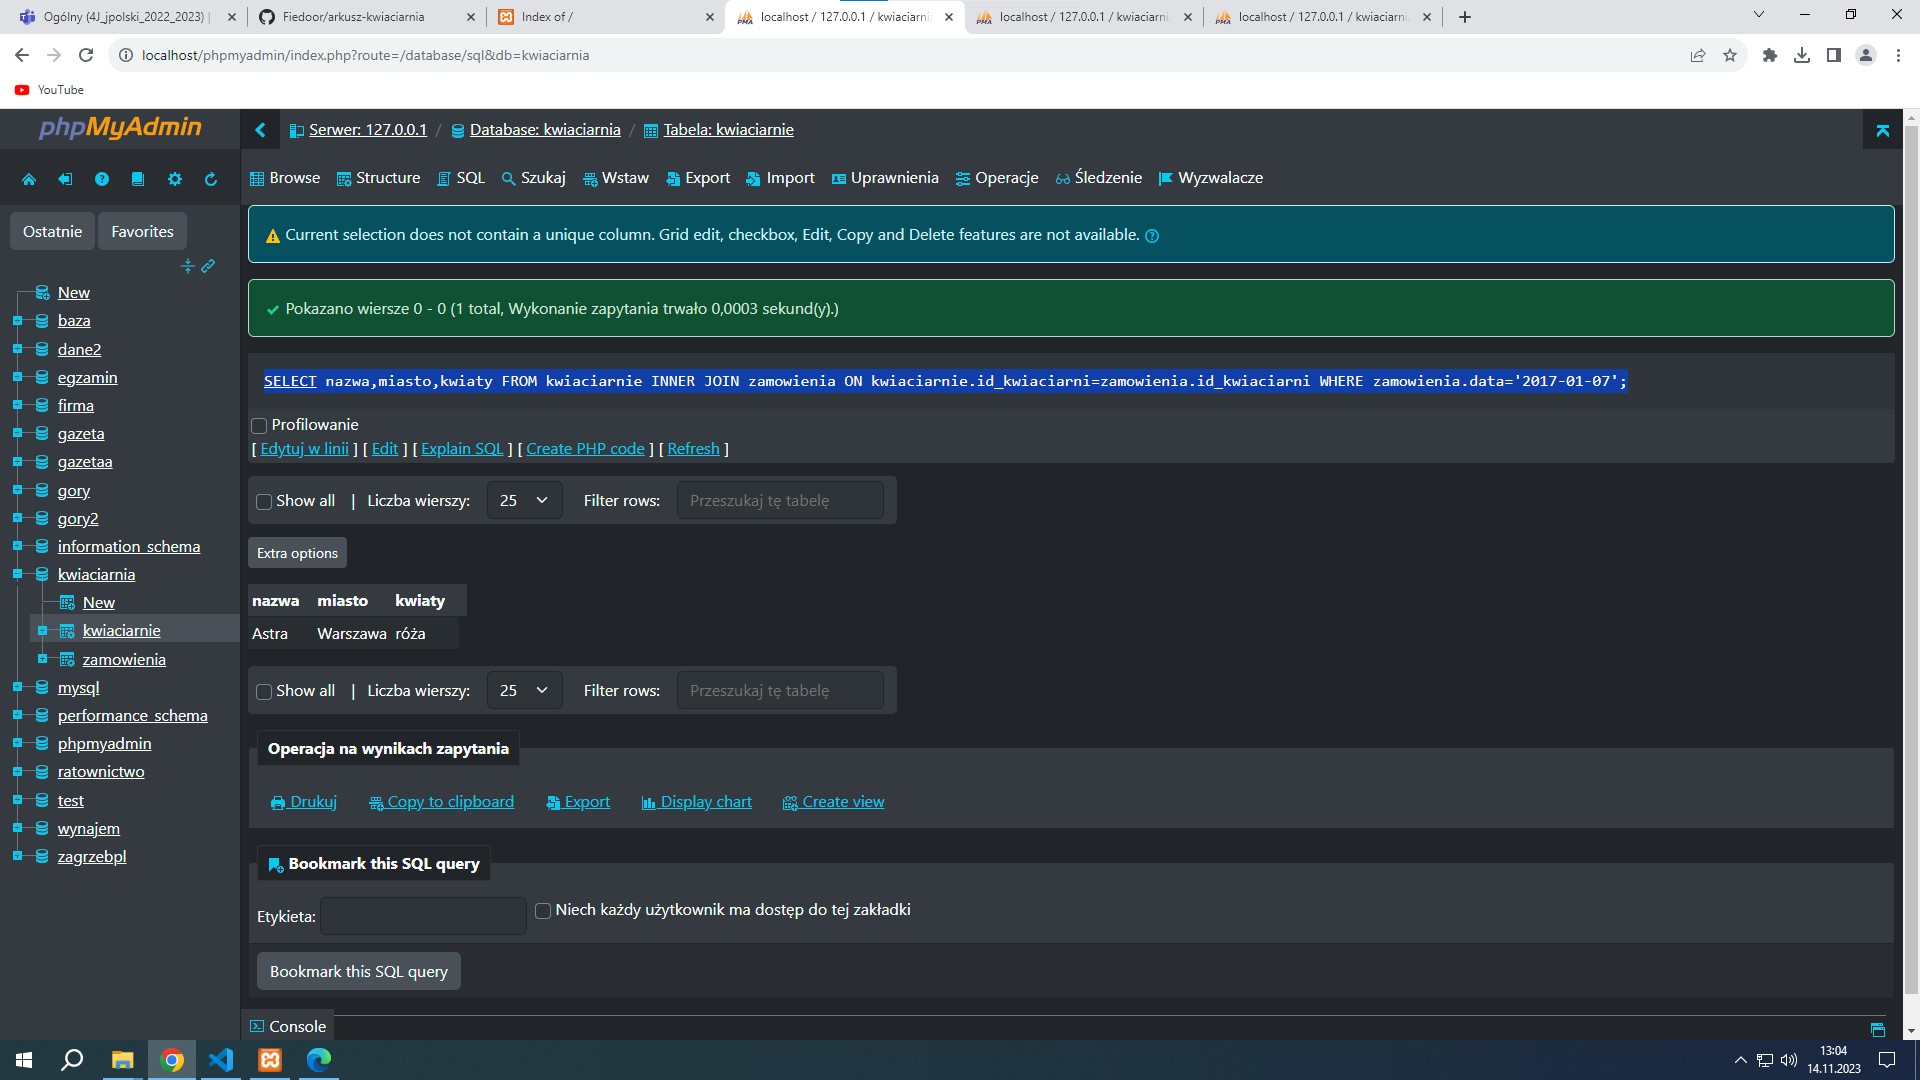 Ogólny (4J_jpolski_2022_2023) |
Fiedoor/arkusz-kwiaciarnia
Index of /
localhost / 127.0.0.1 / kwiaciarni
localhost / 127.0.0.1 / kwiaciarni
localhost / 127.0.0.1 / kwiaciarni
localhost/phpmyadmin/index.php?route=/database/sql&db=kwiaciarnia
YouTube
phpMyAdmin
Serwer: 127.0.0.1 / Database: kwiaciarnia / Tabela: kwiaciarnie
Browse Structure SQL Szukaj Wstaw Export Import Uprawnienia Operacje Śledzenie Wyzwalacze
Ostatnie Favorites
New
baza
dane2
egzamin
firma
gazeta
gazetaa
gory
gory2
information_schema
kwiaciarnia
New
kwiaciarnie
zamowienia
mysql
performance_schema
phpmyadmin
ratownictwo
test
wynajem
zagrzebpl
Current selection does not contain a unique column. Grid edit, checkbox, Edit, Copy and Delete features are not available.
Pokazano wiersze 0 - 0 (1 total, Wykonanie zapytania trwało 0,0003 sekund(y).)
SELECT nazwa,miasto,kwiaty FROM kwiaciarnie INNER JOIN zamowienia ON kwiaciarnie.id_kwiaciarni=zamowienia.id_kwiaciarni WHERE zamowienia.data='2017-01-07';
Profilowanie
[ Edytuj w linii ] [ Edit ] [ Explain SQL ] [ Create PHP code ] [ Refresh ]
Show all | Liczba wierszy: 25 Filter rows: Przeszukaj tę tabelę
Extra options
nazwa miasto kwiaty
Astra Warszawa róża
Show all | Liczba wierszy: 25 Filter rows: Przeszukaj tę tabelę
Operacja na wynikach zapytania
Drukuj Copy to clipboard Export Display chart Create view
Bookmark this SQL query
Etykieta: Niech każdy użytkownik ma dostęp do tej zakładki
Bookmark this SQL query
Console
13:04
14.11.2023